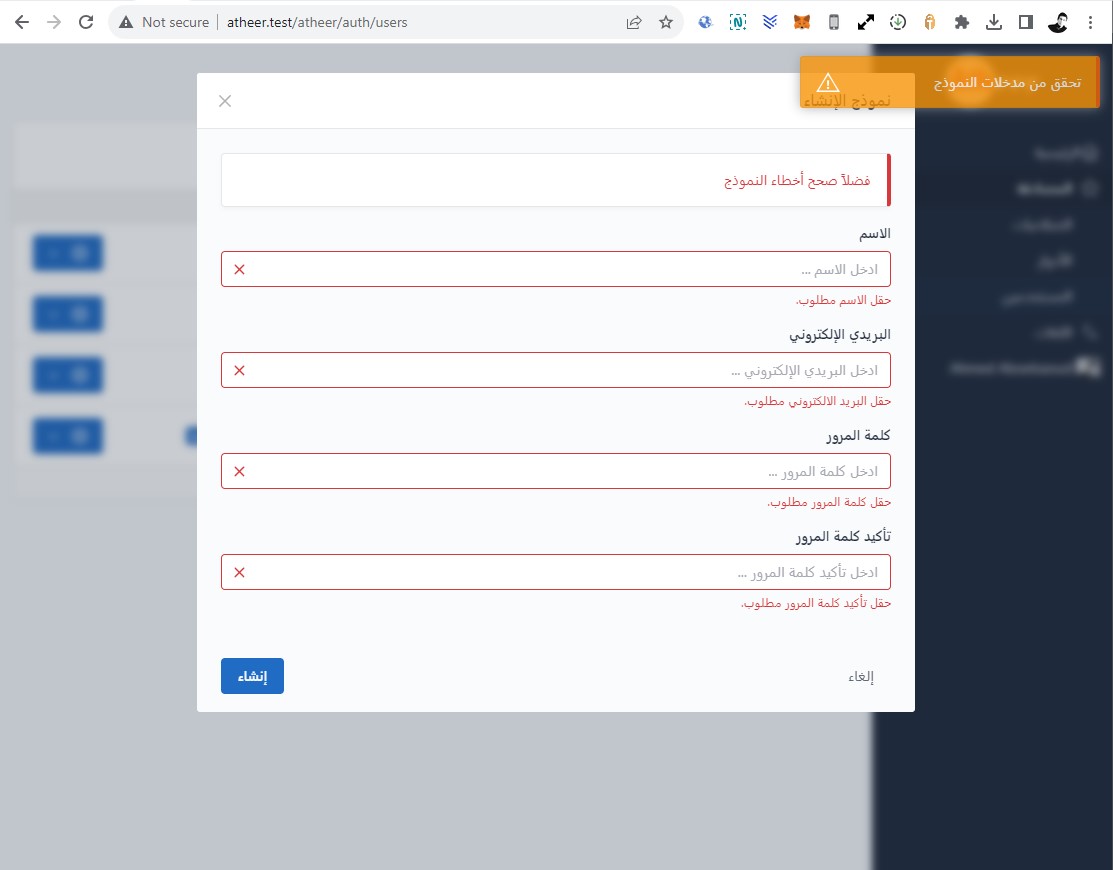 Not secure
atheer.test/atheer/auth/users
تحقق من مدخلات النموذج
نموذج الإنشاء
فضلاً صحح أخطاء النموذج
الاسم
ادخل الاسم ...
حقل الاسم مطلوب.
البريدي الإلكتروني
ادخل البريدي الإلكتروني ...
حقل البريد الالكتروني مطلوب.
كلمة المرور
ادخل كلمة المرور ...
حقل كلمة المرور مطلوب.
تأكيد كلمة المرور
ادخل تأكيد كلمة المرور ...
حقل تأكيد كلمة المرور مطلوب.
إلغاء
إنشاء